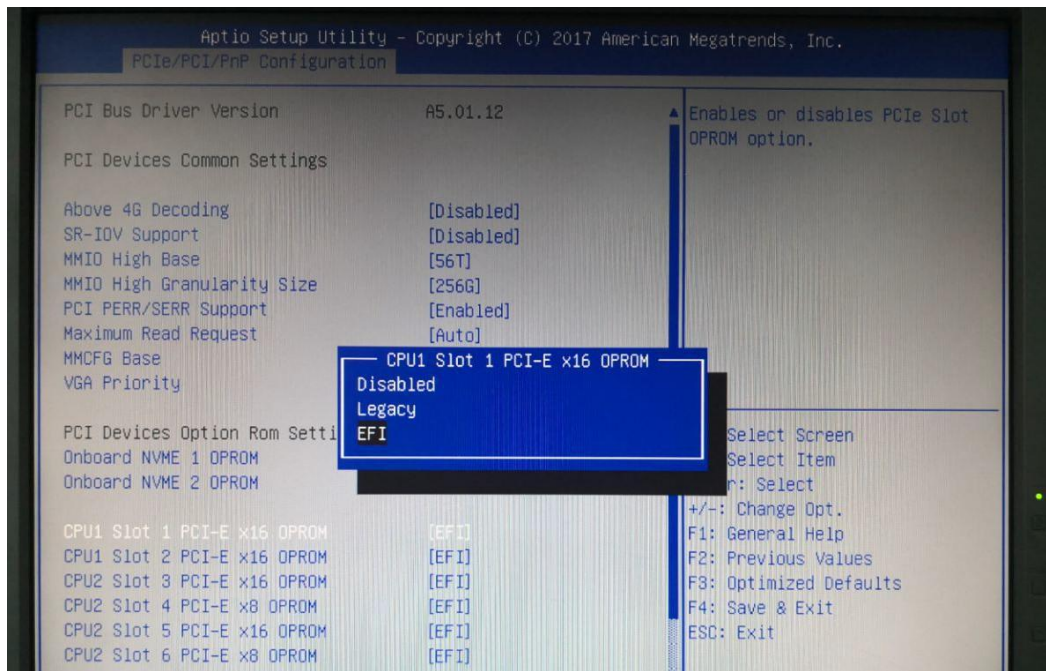 Aptio Setup Utility – Copyright (C) 2017 American Megatrends, Inc.
PCIe/PCI/PnP Configuration
PCI Bus Driver Version A5.01.12
PCI Devices Common Settings
Above 4G Decoding [Disabled]
SR-IOV Support [Disabled]
MMIO High Base [56T]
MMIO High Granularity Size [256G]
PCI PERR/SERR Support [Enabled]
Maximum Read Request [Auto]
MMCFG Base
VGA Priority
PCI Devices Option Rom Setti
Onboard NVME 1 OPROM
Onboard NVME 2 OPROM
CPU1 Slot 1 PCI-E x16 OPROM [EFI]
CPU1 Slot 2 PCI-E x16 OPROM [EFI]
CPU2 Slot 3 PCI-E x16 OPROM [EFI]
CPU2 Slot 4 PCI-E x8 OPROM [EFI]
CPU2 Slot 5 PCI-E x16 OPROM [EFI]
CPU2 Slot 6 PCI-E x8 OPROM [EFI]
CPU1 Slot 1 PCI-E x16 OPROM
Disabled
Legacy
EFI
Enables or disables PCIe Slot
OPROM option.
Select Screen
Select Item
r: Select
+/-: Change Opt.
F1: General Help
F2: Previous Values
F3: Optimized Defaults
F4: Save & Exit
ESC: Exit